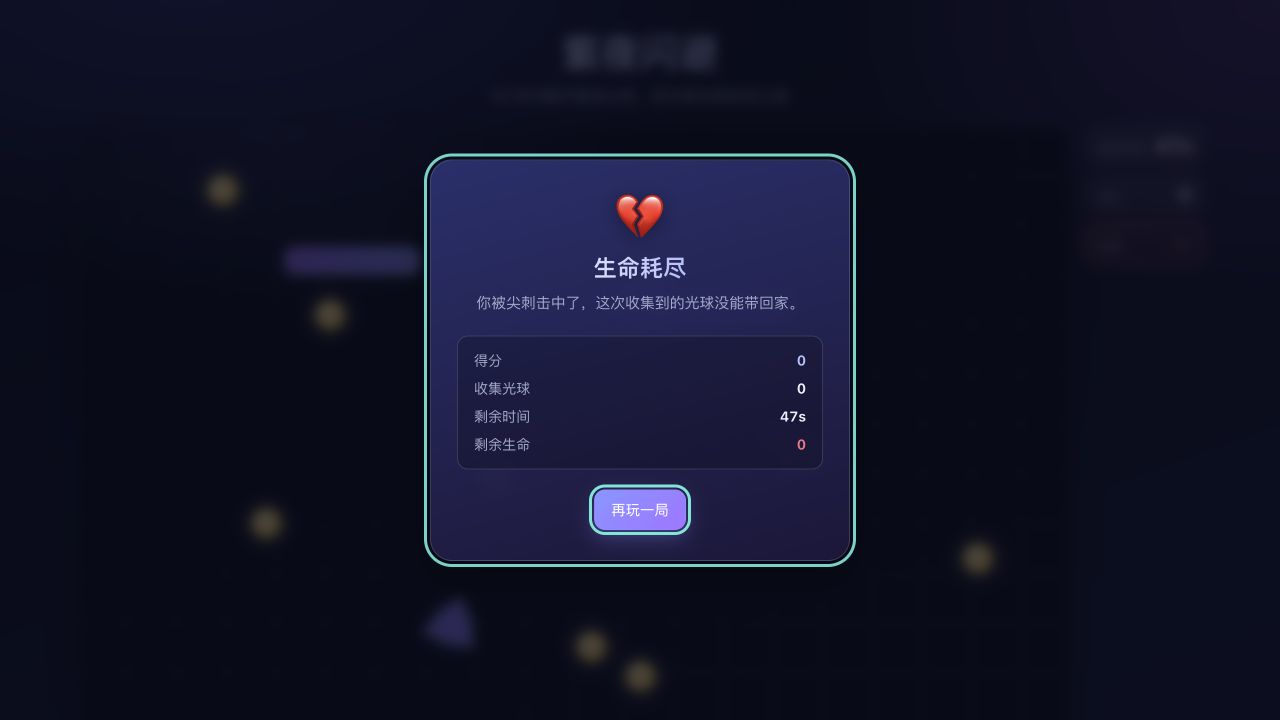 生命耗尽
你被尖刺击中了，这次收集到的光球没能带回家。
得分 0
收集光球 0
剩余时间 47s
剩余生命 0
再玩一局